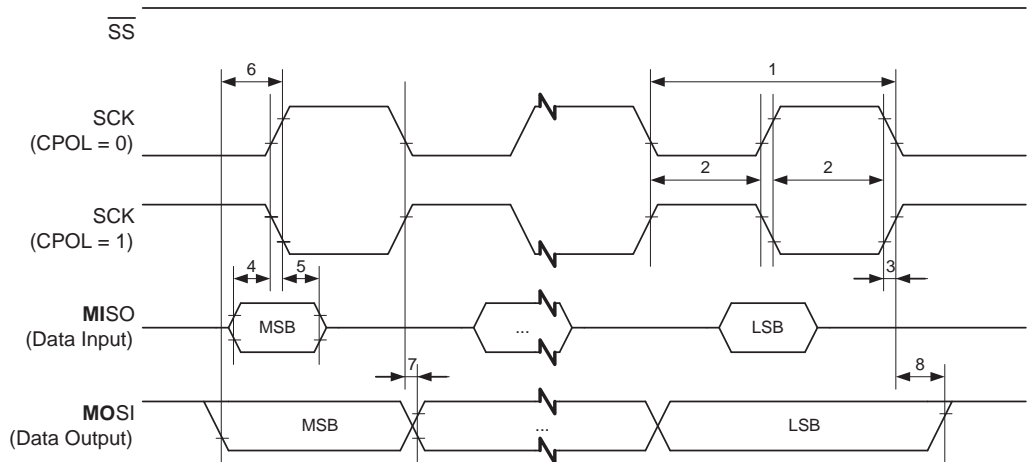 SS
6
1
SCK
(CPOL = 0)
2
2
SCK
(CPOL = 1)
4
5
3
MISO
(Data Input)
MSB
...
LSB
7
8
MOSI
(Data Output)
MSB
...
LSB